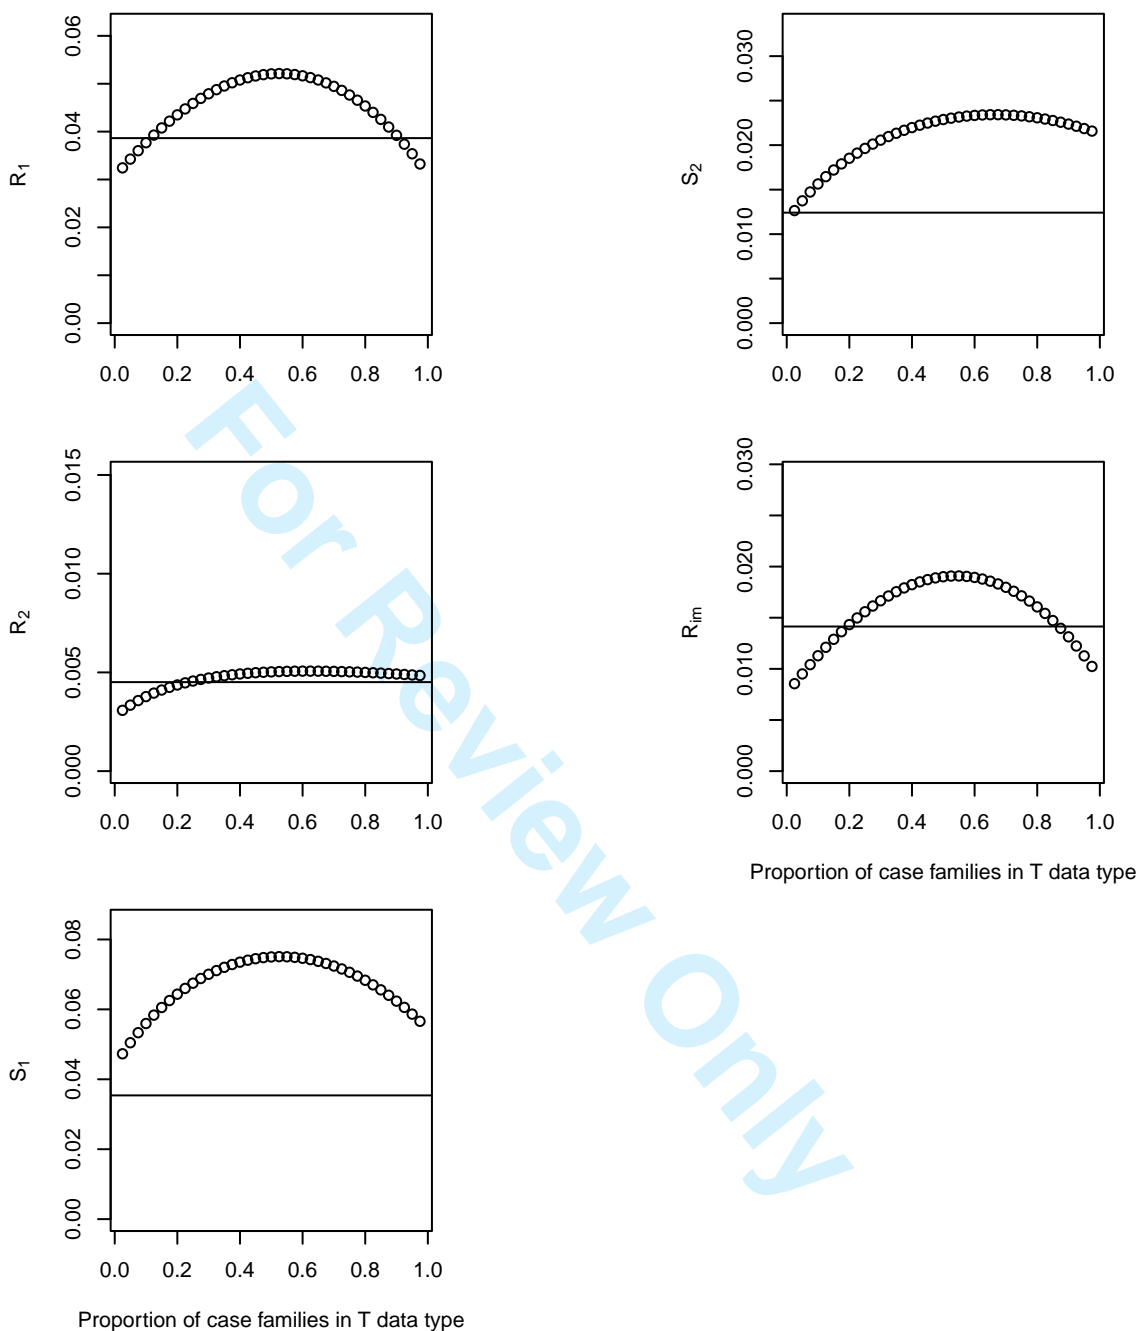 R1
0.00 0.02 0.04 0.06
0.0 0.2 0.4 0.6 0.8 1.0
S2
0.000 0.010 0.020 0.030
0.0 0.2 0.4 0.6 0.8 1.0
R2
0.000 0.005 0.010 0.015
0.0 0.2 0.4 0.6 0.8 1.0
Rim
0.000 0.010 0.020 0.030
0.0 0.2 0.4 0.6 0.8 1.0
Proportion of case families in T data type
S1
0.00 0.02 0.04 0.06 0.08
0.0 0.2 0.4 0.6 0.8 1.0
Proportion of case families in T data type
For Review Only